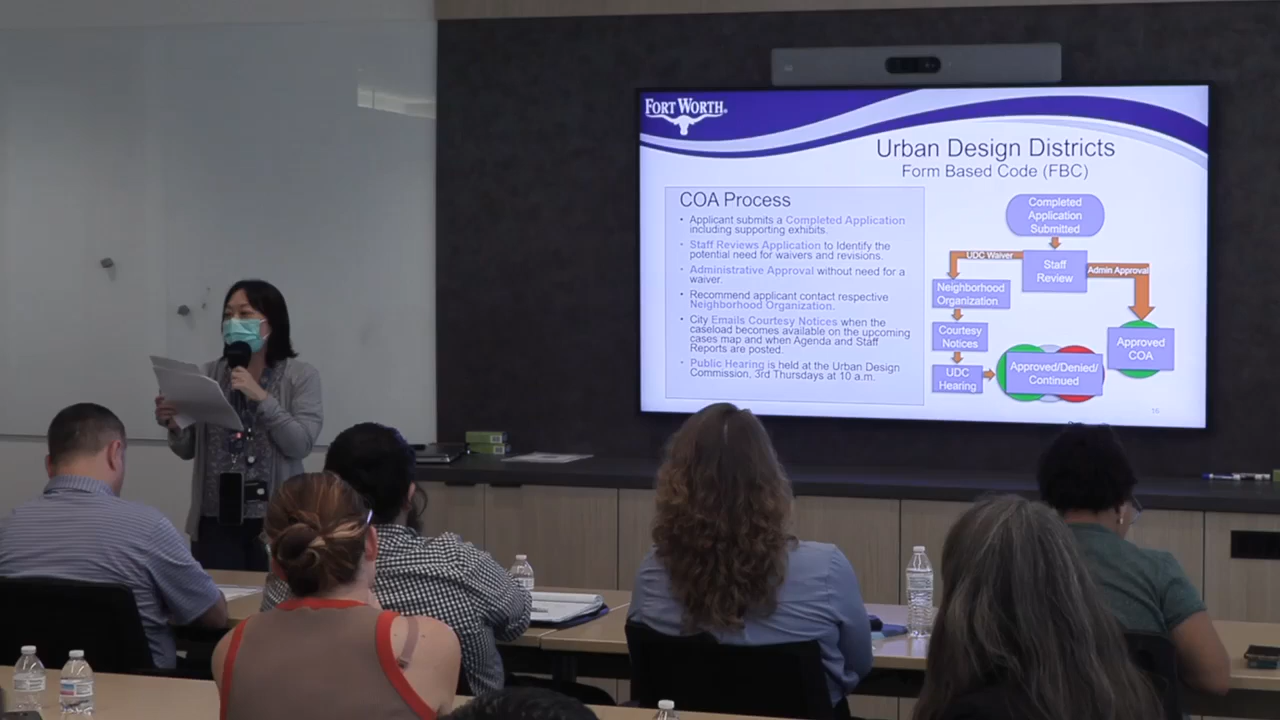 FORT WORTH®
Urban Design Districts
Form Based Code (FBC)
COA Process
• Applicant submits a Completed Application
including supporting exhibits.
• Staff Reviews Application to Identify the
potential need for waivers and revisions.
• Administrative Approval without need for a
waiver.
• Recommend applicant contact respective
Neighborhood Organization.
• City Emails Courtesy Notices when the
caseload becomes available on the upcoming
cases map and when Agenda and Staff
Reports are posted.
• Public Hearing is held at the Urban Design
Commission, 3rd Thursdays at 10 a.m.
Completed
Application
Submitted
UDC Waiver
Staff
Review
Admin Approval
Neighborhood
Organization
Courtesy
Notices
UDC
Hearing
Approved/Denied/
Continued
Approved
COA
16